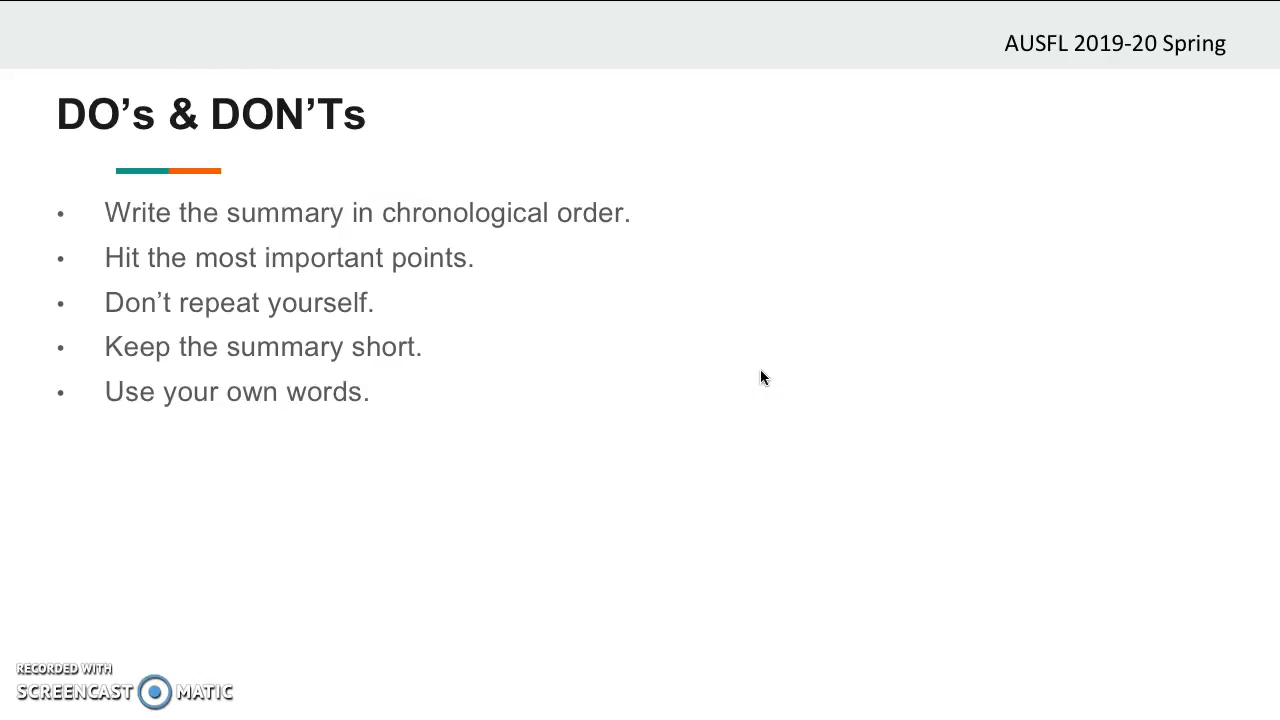 AUSFL 2019-20 Spring
DO’s & DON’Ts
• Write the summary in chronological order.
• Hit the most important points.
• Don’t repeat yourself.
• Keep the summary short.
• Use your own words.
RECORDED WITH
SCREENCAST MATIC